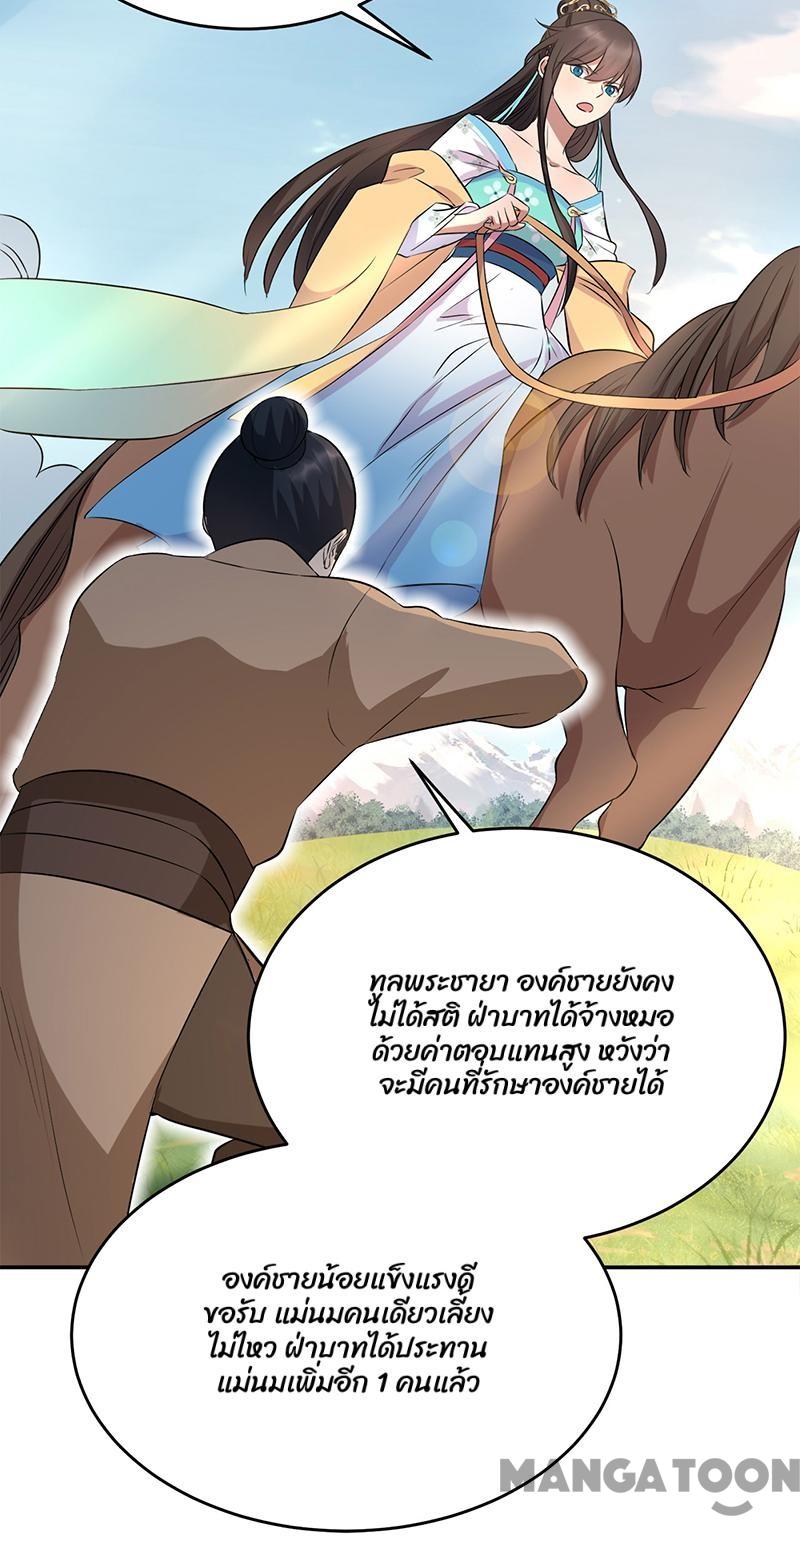 ทูลพระชายา องค์ชายยังคง
ไม่ได้สติ ฝ่าบาทได้จ้างหมอ
ด้วยค่าตอบแทนสูง หวังว่า
จะมีคนที่รักษาองค์ชายได้
องค์ชายน้อยแข็งแรงดี
ขอรับ แม่นมคนเดียวเลี้ยง
ไม่ไหว ฝ่าบาทได้ประทาน
แม่นมเพิ่มอีก 1 คนแล้ว
MANGATOON